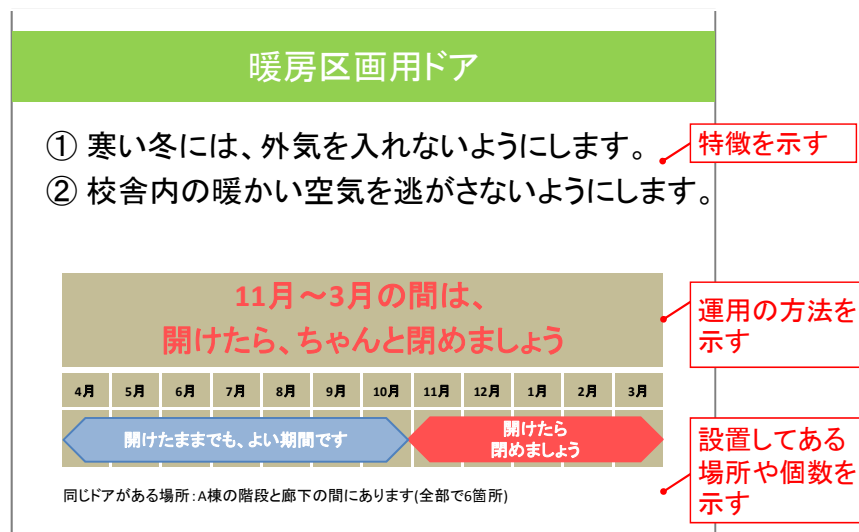 暖房区画用ドア
① 寒い冬には、外気を入れないようにします。
② 校舎内の暖かい空気を逃がさないようにします。
特徴を示す
11月～3月の間は、
開けたら、ちゃんと閉めましょう
運用の方法を
示す
4月 5月 6月 7月 8月 9月 10月 11月 12月 1月 2月 3月
開けたままでも、よい期間です
開けたら
閉めましょう
同じドアがある場所：A棟の階段と廊下の間にあります(全部で6箇所)
設置してある
場所や個数を
示す